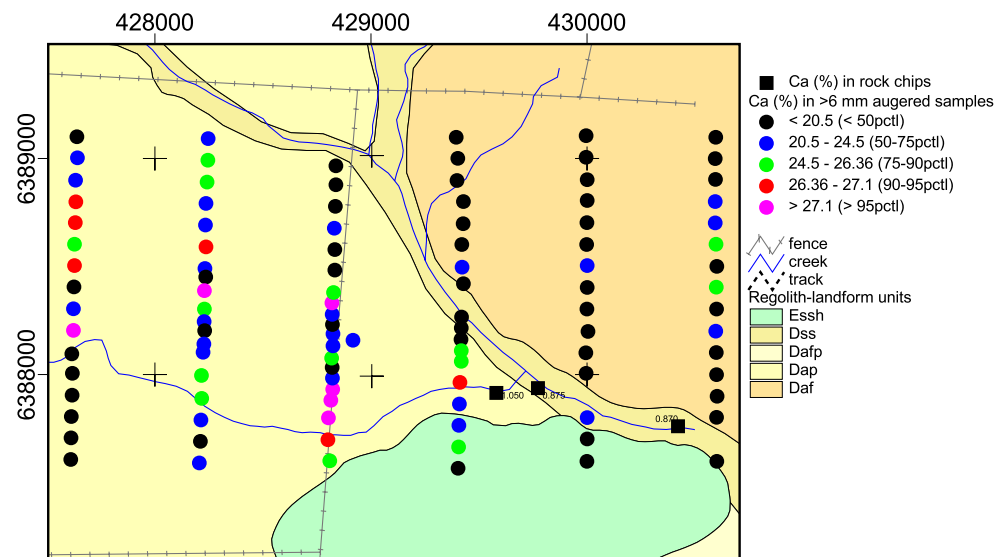 428000
429000
430000
6389000
6388000
1.050
0.875
0.870
Ca (%) in rock chips
Ca (%) in >6 mm augered samples
< 20.5 (< 50pctl)
20.5 - 24.5 (50-75pctl)
24.5 - 26.36 (75-90pctl)
26.36 - 27.1 (90-95pctl)
> 27.1 (> 95pctl)
fence
creek
track
Regolith-landform units
Essh
Dss
Dafp
Dap
Daf